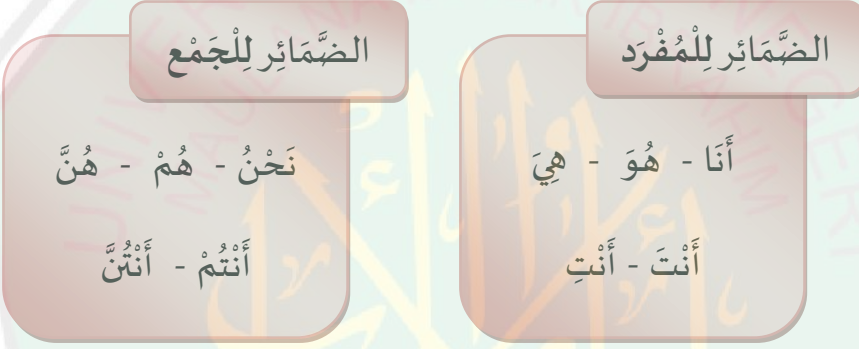 الضَّمَائِر لِلْمُفْرَد
أَنَا - هُوَ - هِيَ
أَنْتَ - أَنْتِ
الضَّمَائِر لِلْجَمْع
نَحْنُ - هُمْ - هُنَّ
أَنْتُمْ - أَنْتُنَّ